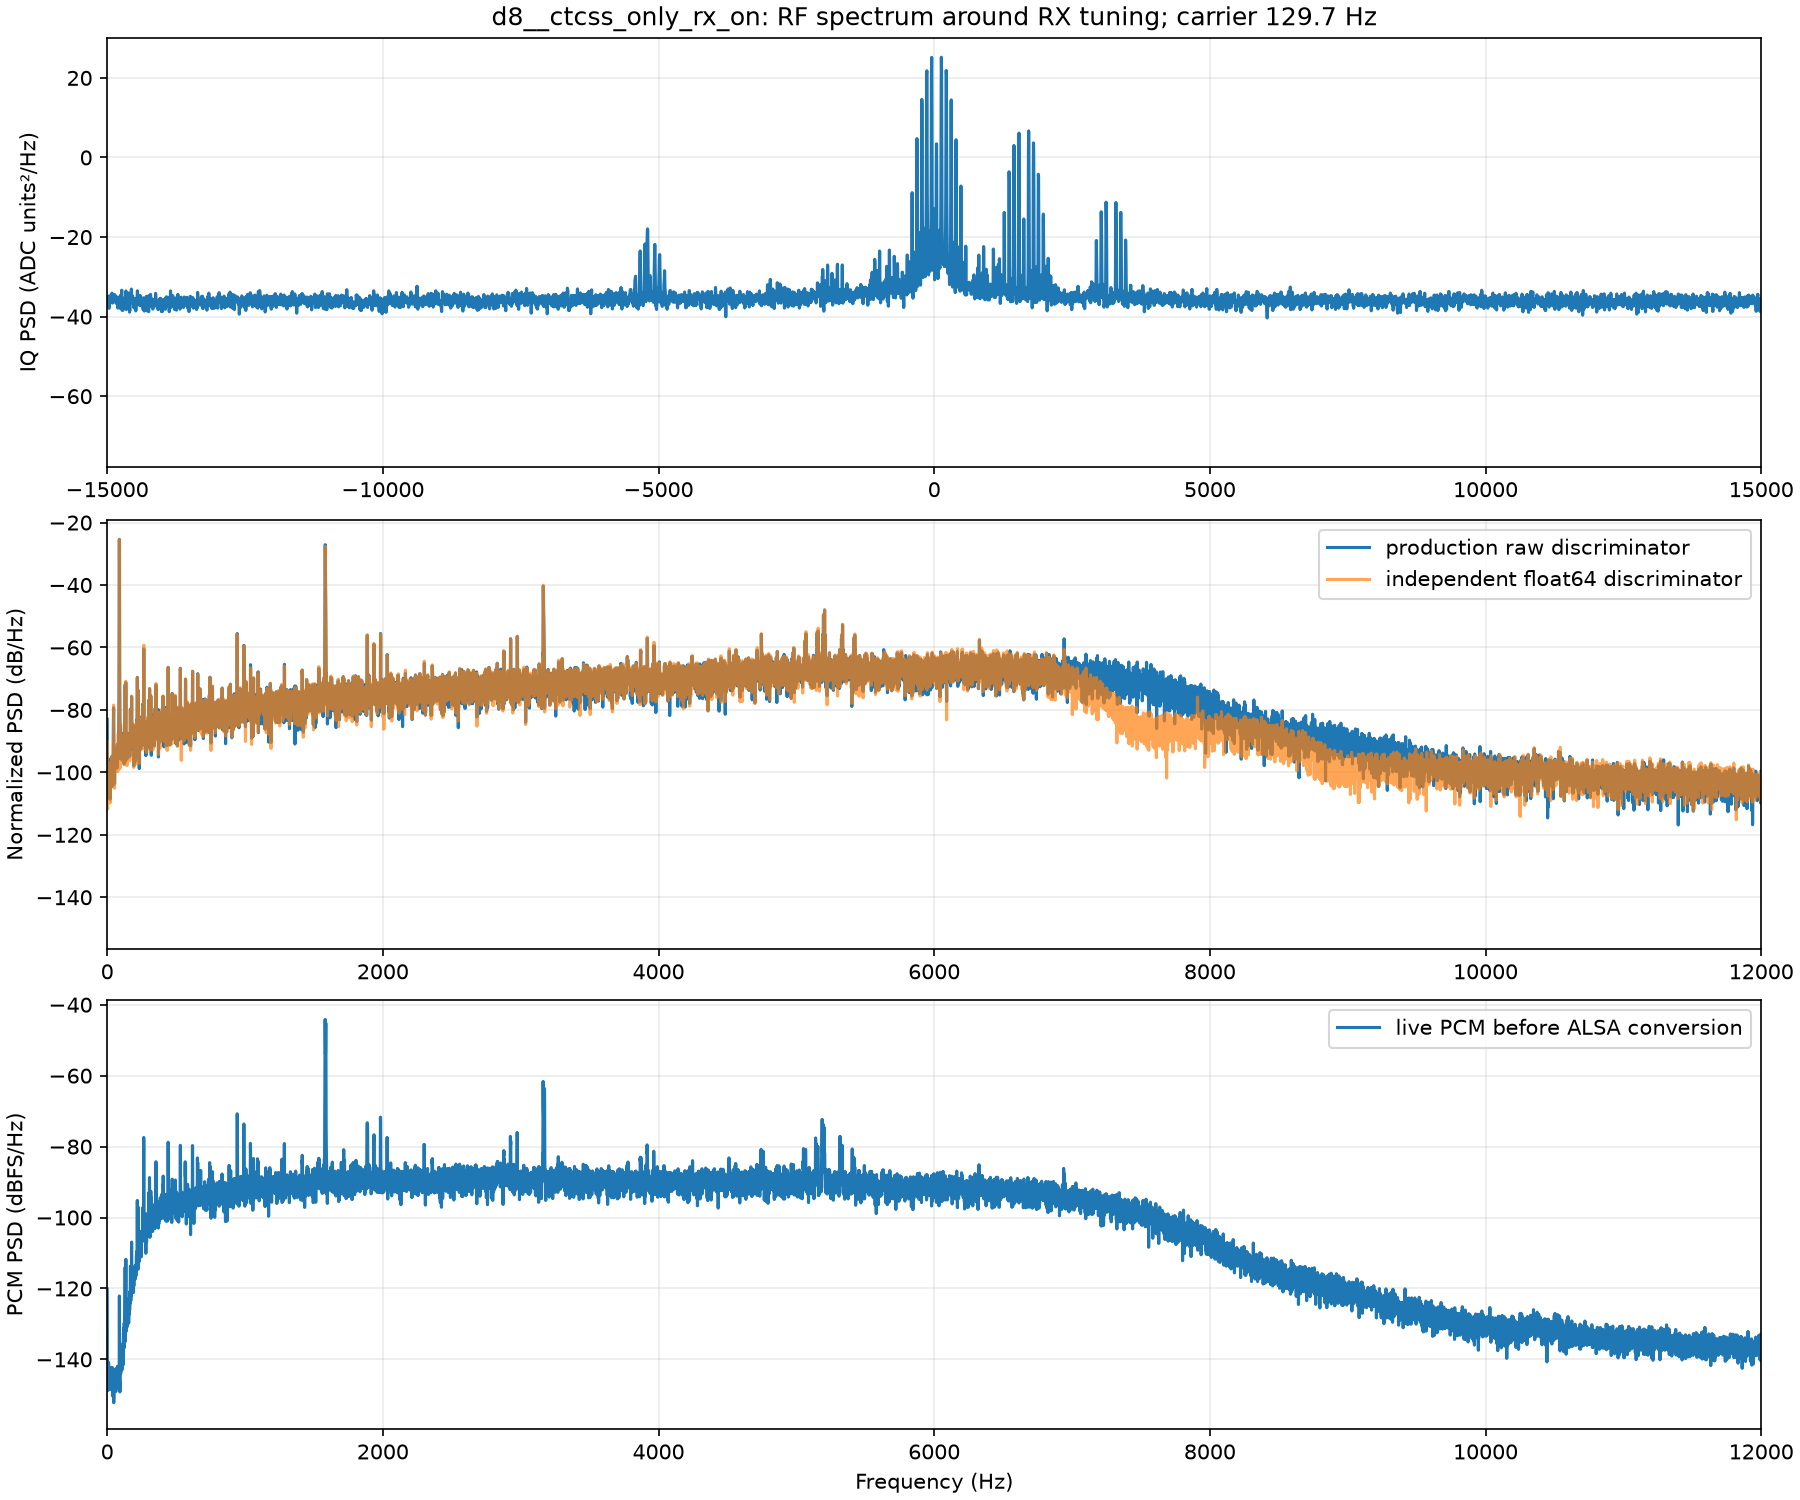 d8__ctcss_only_rx_on: RF spectrum around RX tuning; carrier 129.7 Hz
IQ PSD (ADC units²/Hz)
20
0
−20
−40
−60
−15000 −10000 −5000 0 5000 10000 15000
Normalized PSD (dB/Hz)
−20
−40
−60
−80
−100
−120
−140
production raw discriminator
independent float64 discriminator
0 2000 4000 6000 8000 10000 12000
PCM PSD (dBFS/Hz)
−40
−60
−80
−100
−120
−140
live PCM before ALSA conversion
0 2000 4000 6000 8000 10000 12000
Frequency (Hz)